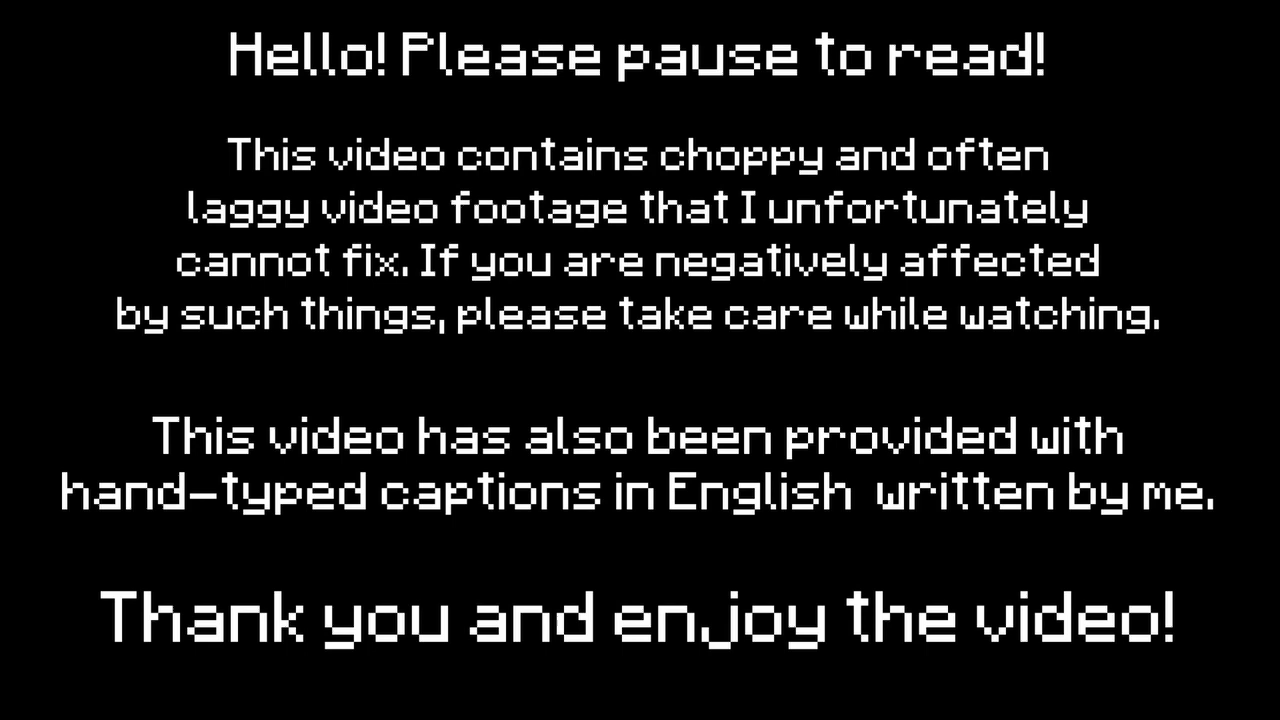 Hello! Please pause to read!
This video contains choppy and often
laggy video footage that I unfortunately
cannot fix. If you are negatively affected
by such things, please take care while watching.
This video has also been provided with
hand-typed captions in English  written by me.
Thank you and enjoy the video!